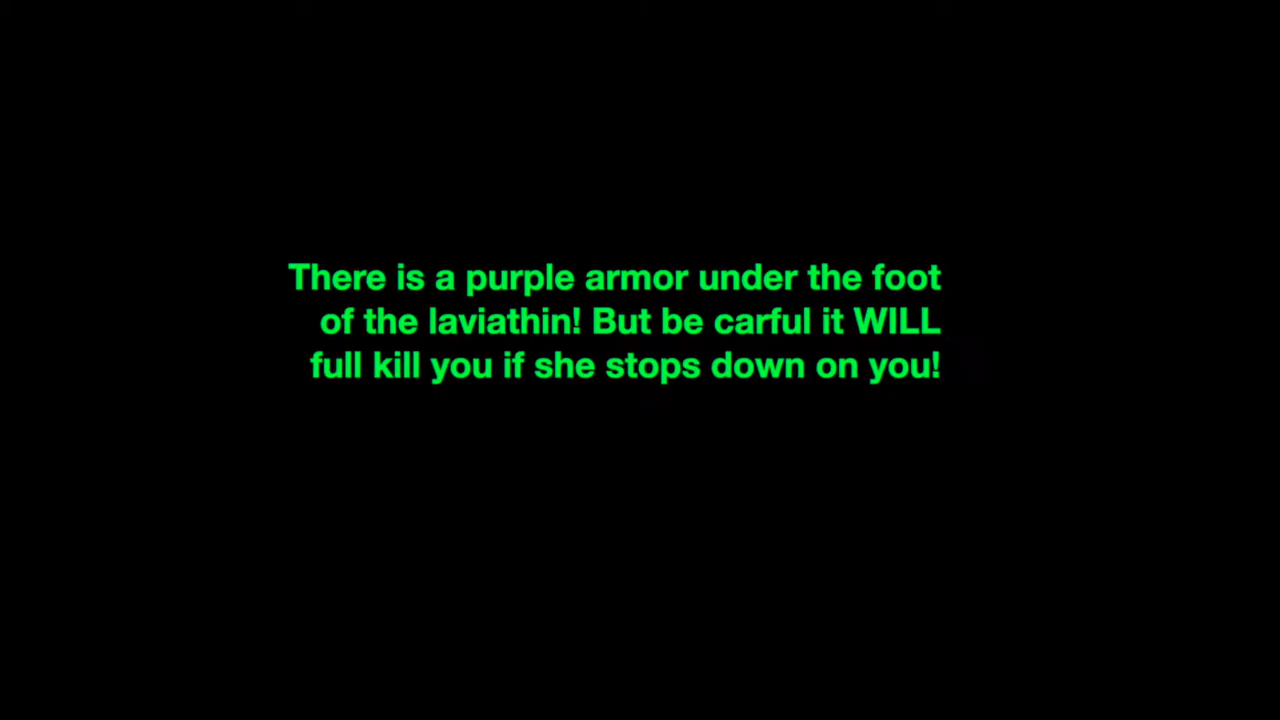 There is a purple armor under the foot
of the laviathin! But be carful it WILL
full kill you if she stops down on you!